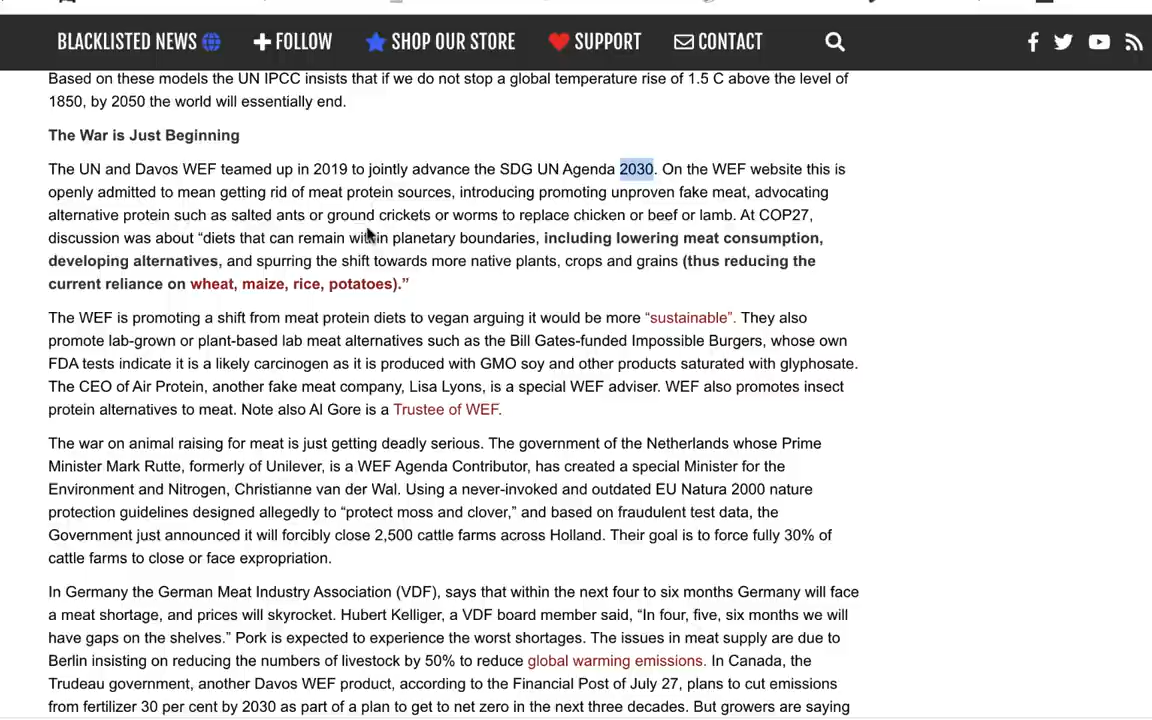 BLACKLISTED NEWS FOLLOW SHOP OUR STORE SUPPORT CONTACT
Based on these models the UN IPCC insists that if we do not stop a global temperature rise of 1.5 C above the level of
1850, by 2050 the world will essentially end.
The War is Just Beginning
The UN and Davos WEF teamed up in 2019 to jointly advance the SDG UN Agenda 2030. On the WEF website this is
openly admitted to mean getting rid of meat protein sources, introducing promoting unproven fake meat, advocating
alternative protein such as salted ants or ground crickets or worms to replace chicken or beef or lamb. At COP27,
discussion was about “diets that can remain within planetary boundaries, including lowering meat consumption,
developing alternatives, and spurring the shift towards more native plants, crops and grains (thus reducing the
current reliance on wheat, maize, rice, potatoes).”
The WEF is promoting a shift from meat protein diets to vegan arguing it would be more “sustainable”. They also
promote lab-grown or plant-based lab meat alternatives such as the Bill Gates-funded Impossible Burgers, whose own
FDA tests indicate it is a likely carcinogen as it is produced with GMO soy and other products saturated with glyphosate.
The CEO of Air Protein, another fake meat company, Lisa Lyons, is a special WEF adviser. WEF also promotes insect
protein alternatives to meat. Note also Al Gore is a Trustee of WEF.
The war on animal raising for meat is just getting deadly serious. The government of the Netherlands whose Prime
Minister Mark Rutte, formerly of Unilever, is a WEF Agenda Contributor, has created a special Minister for the
Environment and Nitrogen, Christianne van der Wal. Using a never-invoked and outdated EU Natura 2000 nature
protection guidelines designed allegedly to “protect moss and clover,” and based on fraudulent test data, the
Government just announced it will forcibly close 2,500 cattle farms across Holland. Their goal is to force fully 30% of
cattle farms to close or face expropriation.
In Germany the German Meat Industry Association (VDF), says that within the next four to six months Germany will face
a meat shortage, and prices will skyrocket. Hubert Kelliger, a VDF board member said, “In four, five, six months we will
have gaps on the shelves.” Pork is expected to experience the worst shortages. The issues in meat supply are due to
Berlin insisting on reducing the numbers of livestock by 50% to reduce global warming emissions. In Canada, the
Trudeau government, another Davos WEF product, according to the Financial Post of July 27, plans to cut emissions
from fertilizer 30 per cent by 2030 as part of a plan to get to net zero in the next three decades. But growers are saying